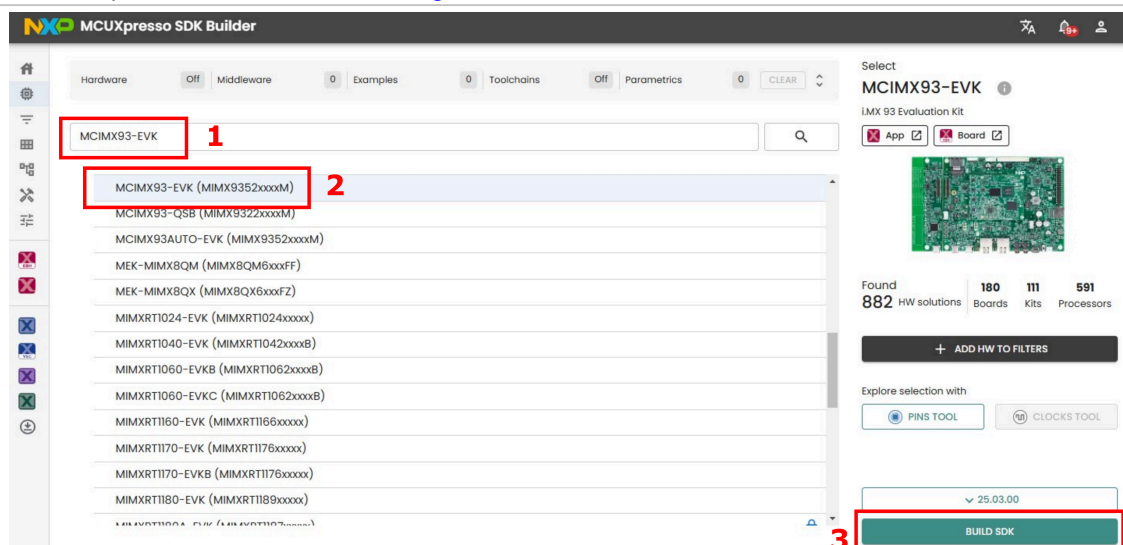 NXP MCUXpresso SDK Builder
9+
Hardware Off Middleware 0 Examples 0 Toolchains Off Parametrics 0 CLEAR
MCIMX93-EVK 1
MCIMX93-EVK (MIMX9352xxxxM) 2
MCIMX93-QSB (MIMX9322xxxxM)
MCIMX93AUTO-EVK (MIMX9352xxxxM)
MEK-MIMX8QM (MIMX8QM6xxxFF)
MEK-MIMX8QX (MIMX8QX6xxxFZ)
MIMXRT1024-EVK (MIMXRT1024xxxxx)
MIMXRT1040-EVK (MIMXRT1042xxxxB)
MIMXRT1060-EVKB (MIMXRT1062xxxxB)
MIMXRT1060-EVKC (MIMXRT1062xxxxB)
MIMXRT1160-EVK (MIMXRT1166xxxxx)
MIMXRT1170-EVK (MIMXRT1176xxxxx)
MIMXRT1170-EVKB (MIMXRT1176xxxxx)
MIMXRT1180-EVK (MIMXRT1189xxxxx)
Select
MCIMX93-EVK
i.MX 93 Evaluation Kit
App Board
Found 180 111 591
882 HW solutions Boards Kits Processors
+ ADD HW TO FILTERS
Explore selection with
PINS TOOL CLOCKS TOOL
25.03.00
3 BUILD SDK